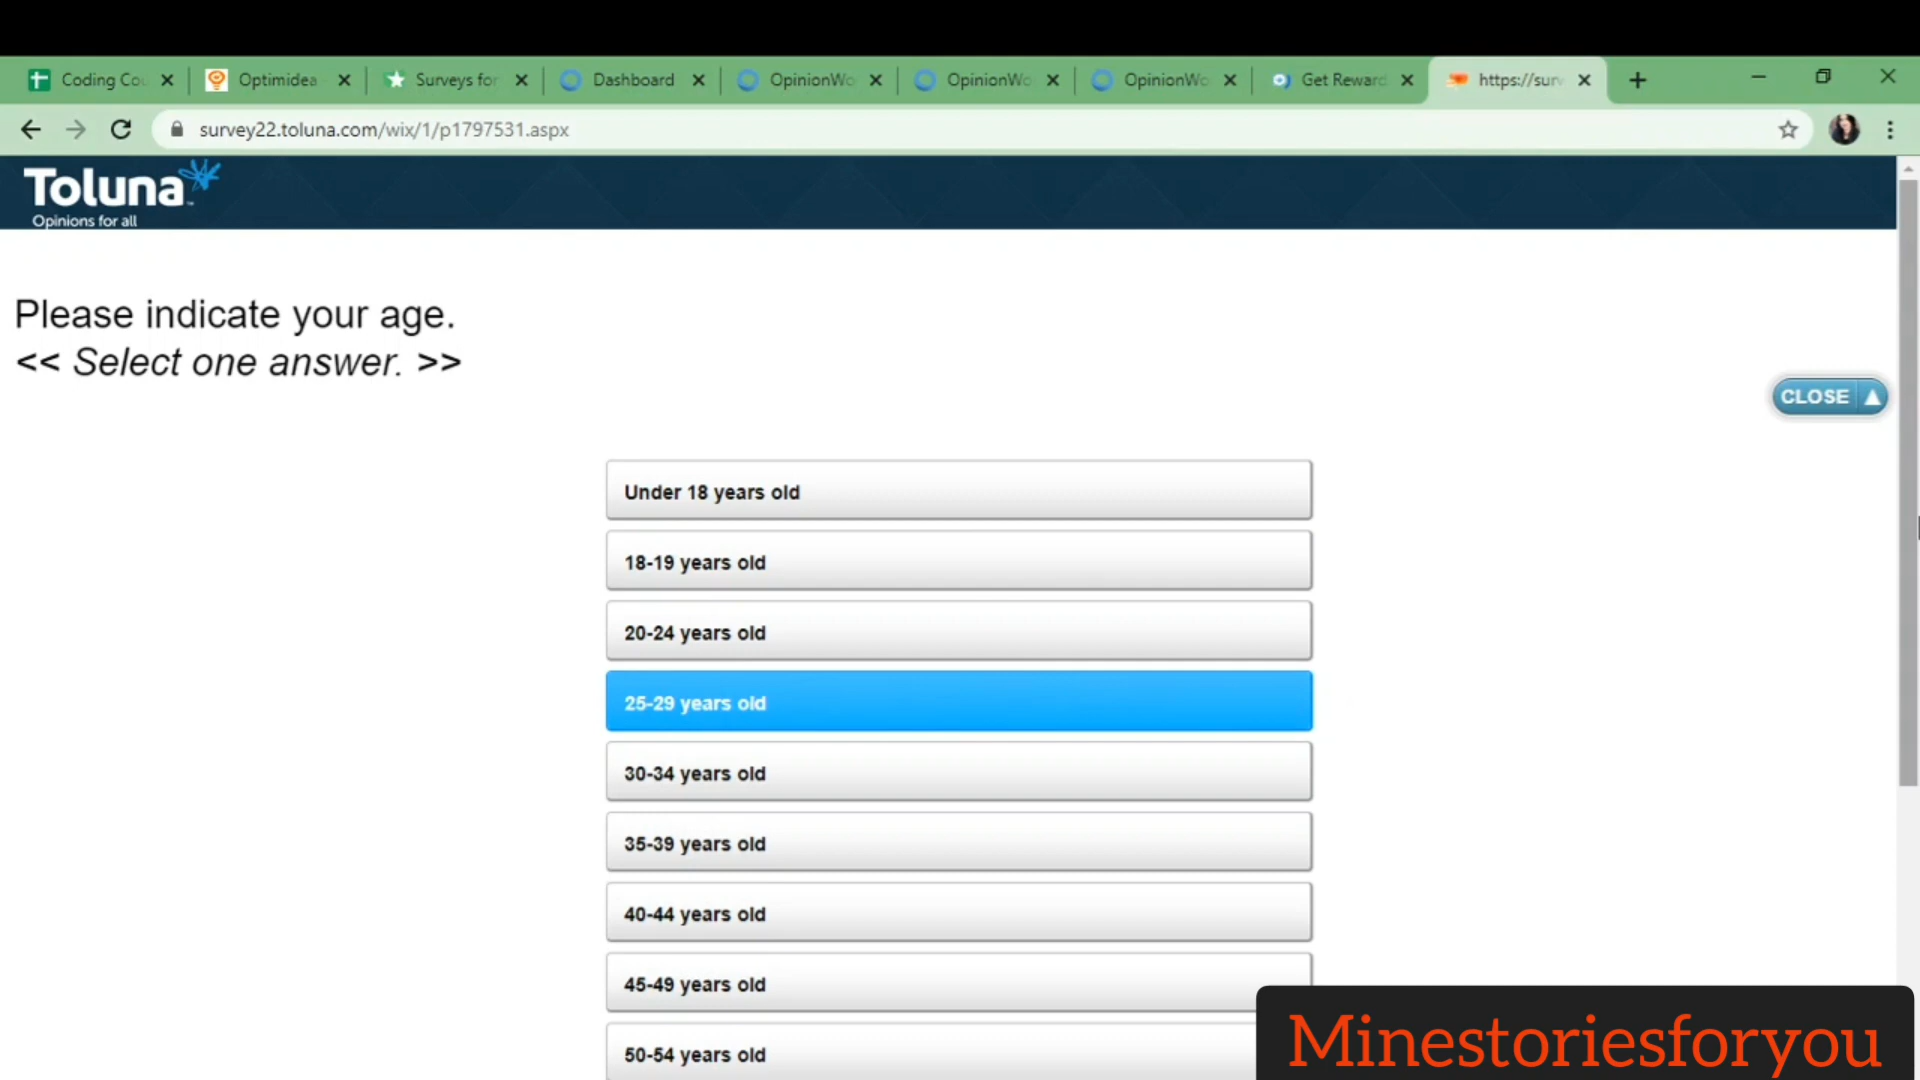 Coding Cou
Optimidea
Surveys for
Dashboard
OpinionWo
OpinionWo
OpinionWo
Get Reward
https://surv
survey22.toluna.com/wix/1/p1797531.aspx
Toluna
Opinions for all
Please indicate your age.
<< Select one answer. >>
CLOSE
Under 18 years old
18-19 years old
20-24 years old
25-29 years old
30-34 years old
35-39 years old
40-44 years old
45-49 years old
50-54 years old
Minestoriesforyou